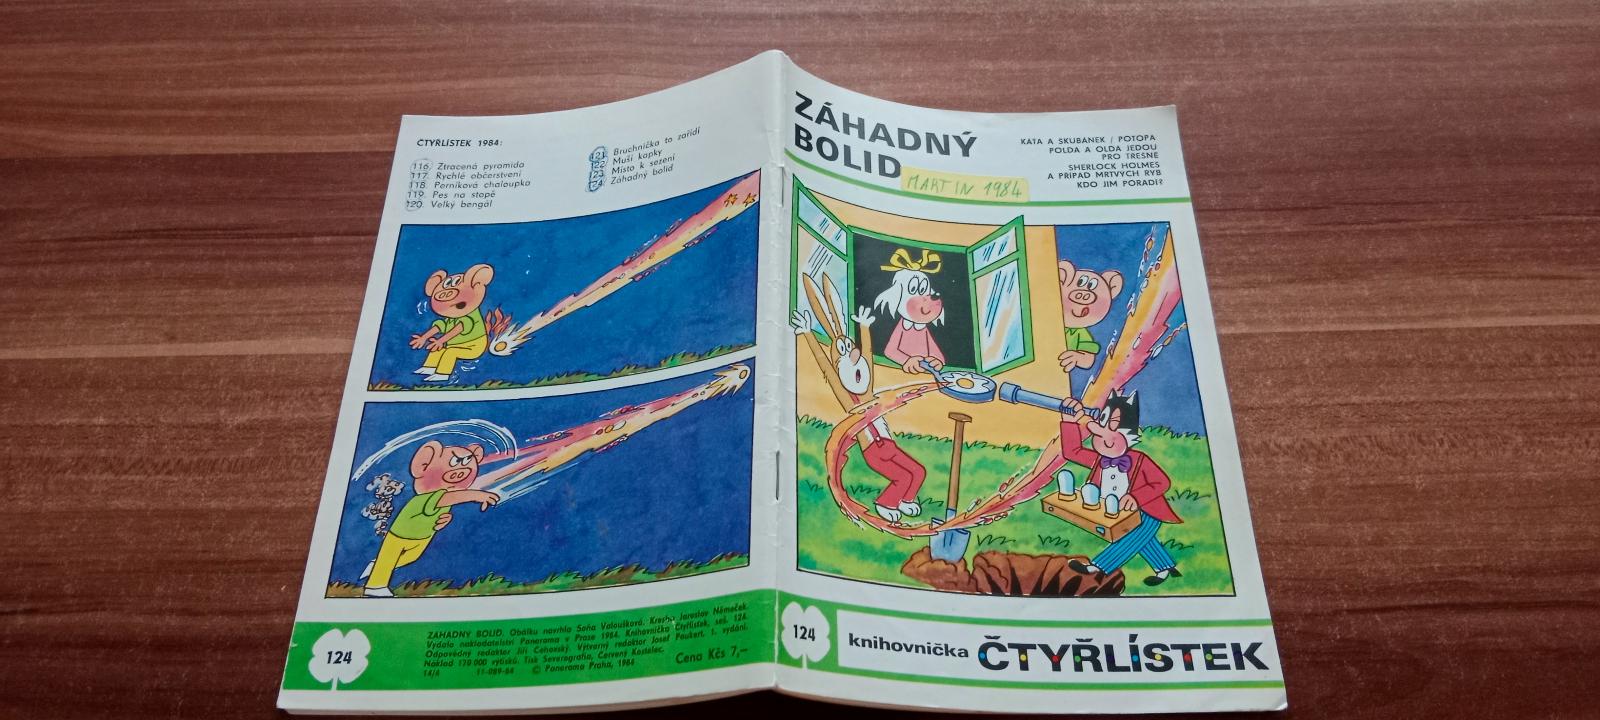 ČTYŘLÍSTEK 1984:
116. Ztracená pyramida
117. Rychlé občerstvení
118. Perníková chaloupka
119. Pes na stopě
120. Velký bengál
121. Bruchnička to zařídí
122. Muší kapky
123. Místo k sezení
124. Záhadný bolid
ZÁHADNÝ BOLID. Obálku navrhla Soňa Valoušková. Kresba Jaroslav Němeček.
Vydalo nakladatelství Panorama v Praze 1984. Knihovnička Čtyřlístek, seš. 124.
Odpovědný redaktor Jiří Čehovský. Výtvarný redaktor Josef Paukert. 1. vydání.
Náklad 170 000 výtisků. Tisk Severografia, Červený Kostelec.
14/4 11-089-84 © Panorama Praha, 1984
Cena Kčs 7,–
124
ZÁHADNÝ
BOLID
MARTIN 1984
KÁŤA A ŠKUBÁNEK / POTOPA
POLDA A OLDA JEDOU
PRO TŘEŠNĚ
SHERLOCK HOLMES
A PŘÍPAD MRTVÝCH RYB
KDO JIM PORADÍ?
124
knihovnička ČTYŘLÍSTEK